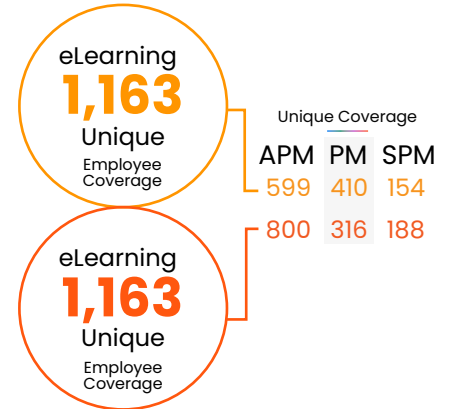 eLearning
1,163
Unique
Employee
Coverage
Unique Coverage
APM PM SPM
599 410 154
800 316 188
eLearning
1,163
Unique
Employee
Coverage